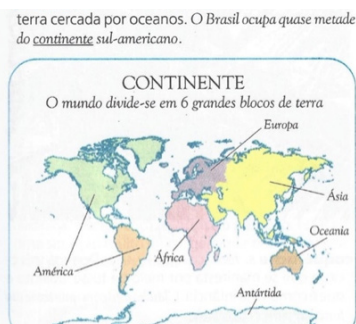 terra cercada por oceanos. O Brasil ocupa quase metade
do continente sul-americano.
CONTINENTE
O mundo divide-se em 6 grandes blocos de terra
Europa
Ásia
Oceania
América
África
Antártida